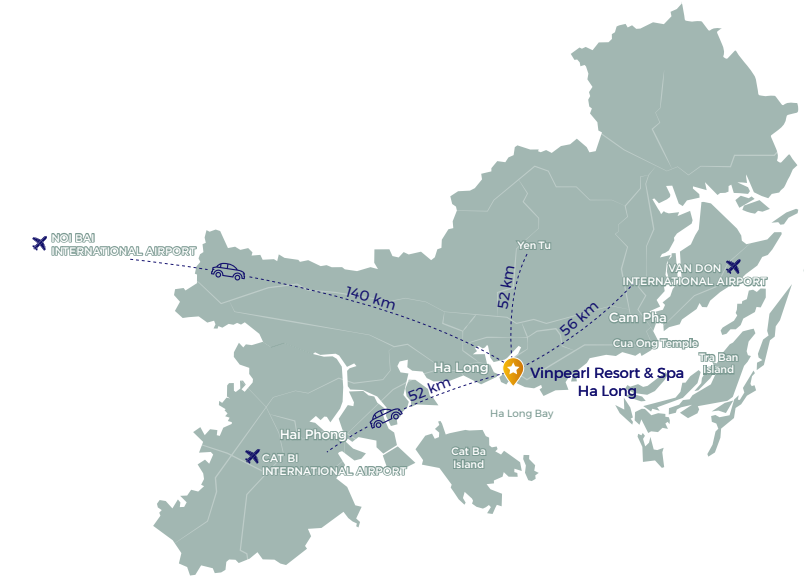 NOI BAI
INTERNATIONAL AIRPORT
Yen Tu
VAN DON
INTERNATIONAL AIRPORT
140 km
52 km
56 km
Cam Pha
Cua Ong Temple
Tra Ban
Island
Ha Long
Vinpearl Resort & Spa
Ha Long
52 km
Ha Long Bay
Hai Phong
CAT BI
INTERNATIONAL AIRPORT
Cat Ba
Island